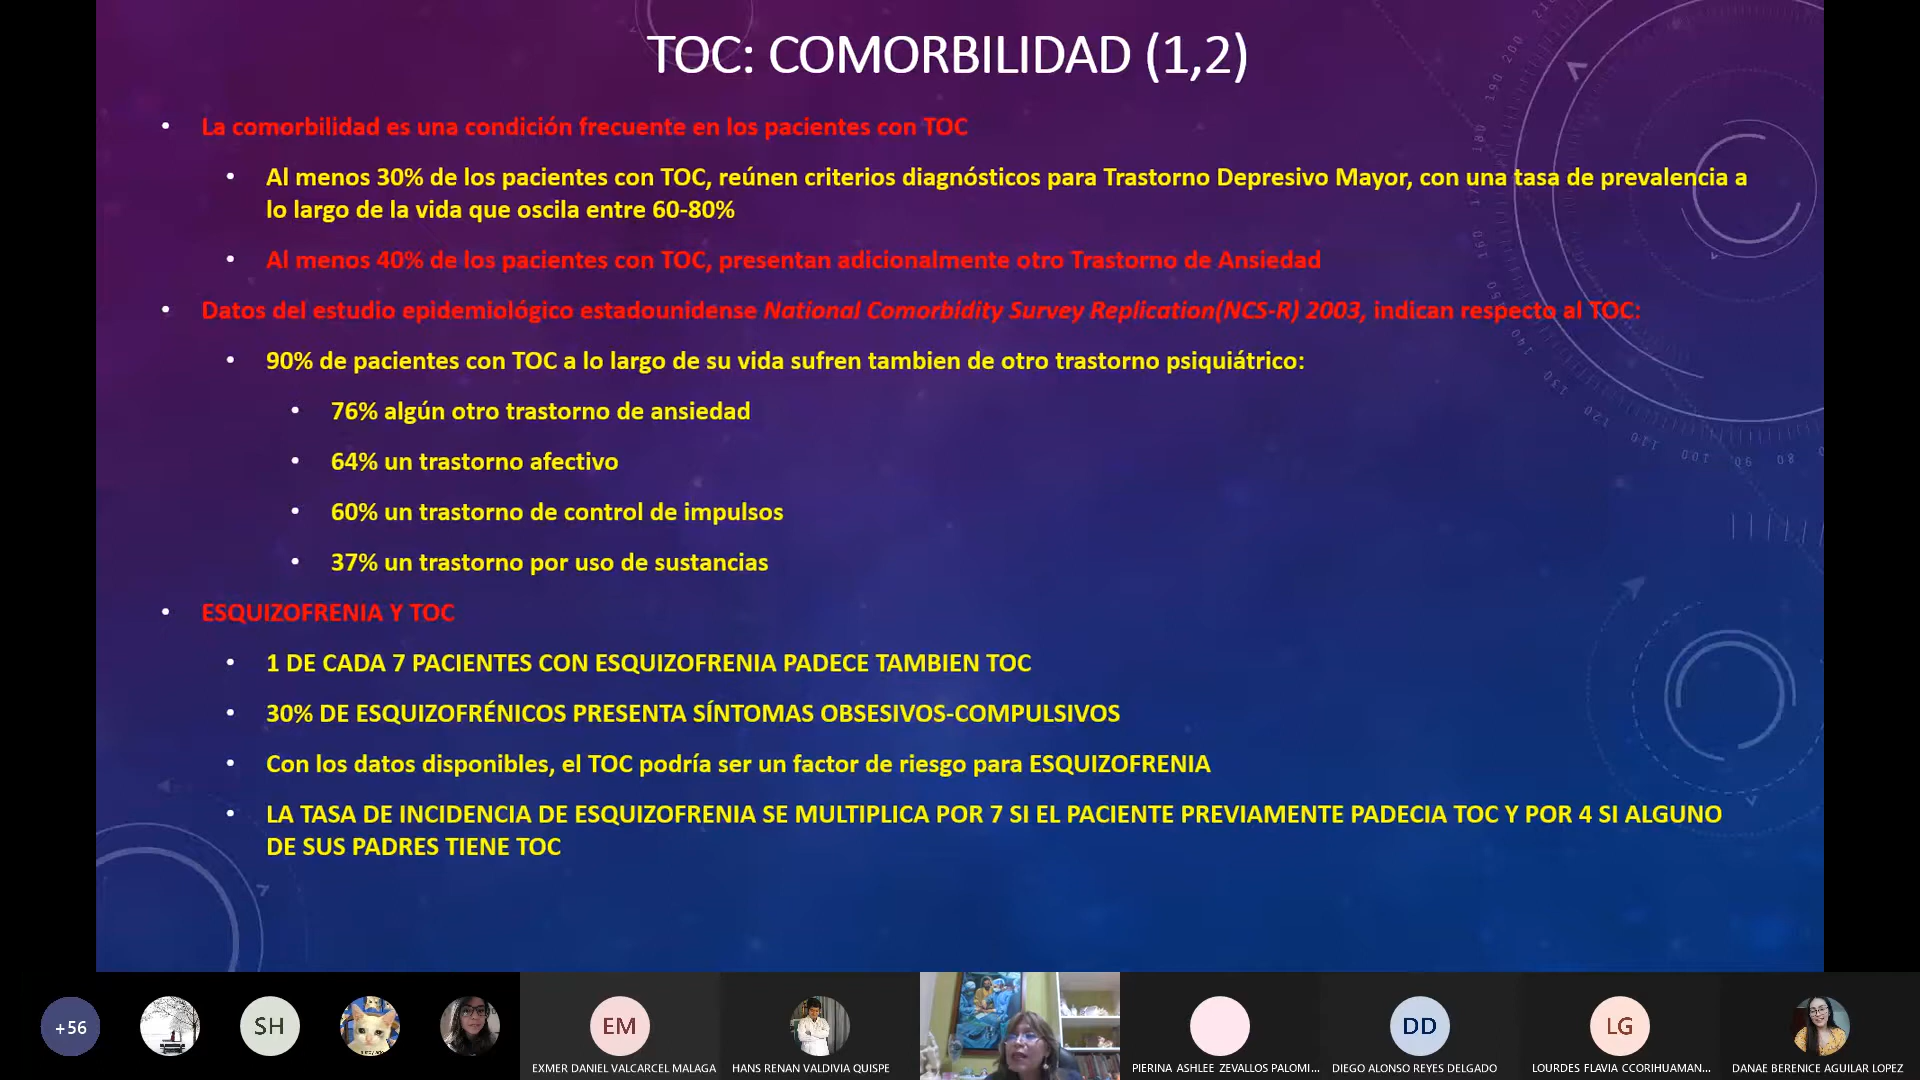 TOC: COMORBILIDAD (1,2)
• La comorbilidad es una condición frecuente en los pacientes con TOC
• Al menos 30% de los pacientes con TOC, reúnen criterios diagnósticos para Trastorno Depresivo Mayor, con una tasa de prevalencia a
lo largo de la vida que oscila entre 60-80%
• Al menos 40% de los pacientes con TOC, presentan adicionalmente otro Trastorno de Ansiedad
• Datos del estudio epidemiológico estadounidense National Comorbidity Survey Replication(NCS-R) 2003, indican respecto al TOC:
• 90% de pacientes con TOC a lo largo de su vida sufren tambien de otro trastorno psiquiátrico:
• 76% algún otro trastorno de ansiedad
• 64% un trastorno afectivo
• 60% un trastorno de control de impulsos
• 37% un trastorno por uso de sustancias
• ESQUIZOFRENIA Y TOC
• 1 DE CADA 7 PACIENTES CON ESQUIZOFRENIA PADECE TAMBIEN TOC
• 30% DE ESQUIZOFRÉNICOS PRESENTA SÍNTOMAS OBSESIVOS-COMPULSIVOS
• Con los datos disponibles, el TOC podría ser un factor de riesgo para ESQUIZOFRENIA
• LA TASA DE INCIDENCIA DE ESQUIZOFRENIA SE MULTIPLICA POR 7 SI EL PACIENTE PREVIAMENTE PADECIA TOC Y POR 4 SI ALGUNO
DE SUS PADRES TIENE TOC
+56
SH
EM
DD
LG
EXMER DANIEL VALCARCEL MALAGA
HANS RENAN VALDIVIA QUISPE
PIERINA ASHLEE ZEVALLOS PALOMI...
DIEGO ALONSO REYES DELGADO
LOURDES FLAVIA CCORIHUAMAN...
DANAE BERENICE AGUILAR LOPEZ